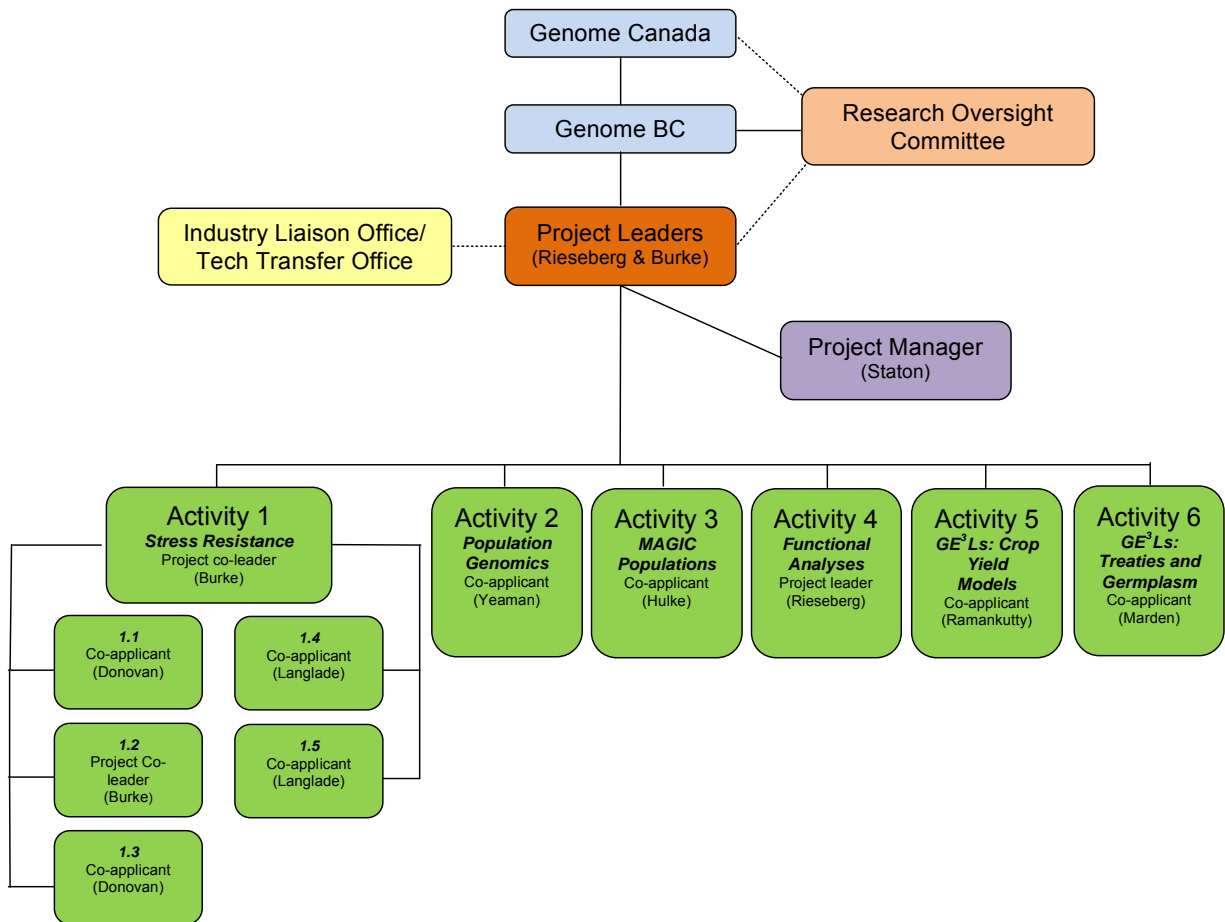 Genome Canada
Genome BC
Research Oversight
Committee
Industry Liaison Office/
Tech Transfer Office
Project Leaders
(Rieseberg & Burke)
Project Manager
(Staton)
Activity 1
Stress Resistance
Project co-leader
(Burke)
Activity 2
Population
Genomics
Co-applicant
(Yeaman)
Activity 3
MAGIC
Populations
Co-applicant
(Hulke)
Activity 4
Functional
Analyses
Project leader
(Rieseberg)
Activity 5
GE³Ls: Crop
Yield
Models
Co-applicant
(Ramankutty)
Activity 6
GE³Ls:
Treaties and
Germplasm
Co-applicant
(Marden)
1.1
Co-applicant
(Donovan)
1.4
Co-applicant
(Langlade)
1.2
Project Co-
leader
(Burke)
1.5
Co-applicant
(Langlade)
1.3
Co-applicant
(Donovan)